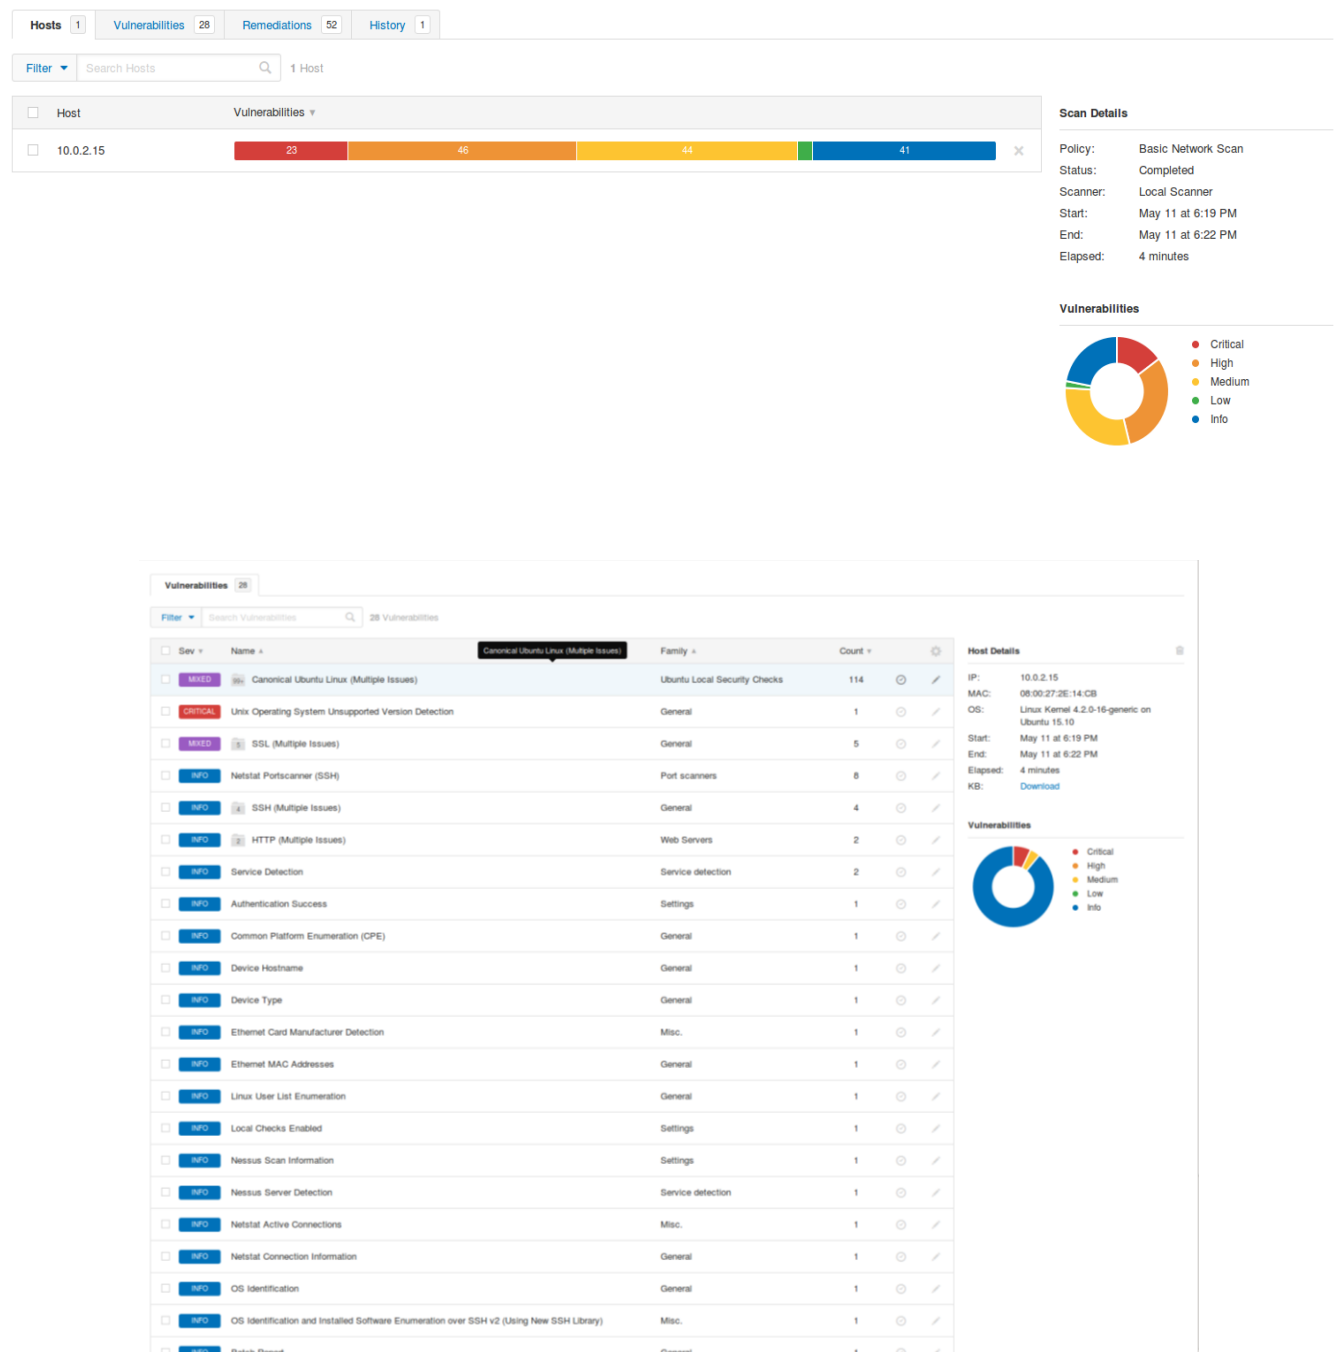 Hosts 1 Vulnerabilities 28 Remediations 52 History 1
Filter Search Hosts 1 Host
Host Vulnerabilities
10.0.2.15 23 46 44 41
Scan Details
Policy: Basic Network Scan
Status: Completed
Scanner: Local Scanner
Start: May 11 at 6:19 PM
End: May 11 at 6:22 PM
Elapsed: 4 minutes
Vulnerabilities
Critical
High
Medium
Low
Info
Vulnerabilities 28
Filter Search Vulnerabilities 28 Vulnerabilities
Sev Name Canonical Ubuntu Linux (Multiple Issues) Family Count
MIXED 99+ Canonical Ubuntu Linux (Multiple Issues) Ubuntu Local Security Checks 114
CRITICAL Unix Operating System Unsupported Version Detection General 1
MIXED 5 SSL (Multiple Issues) General 5
INFO Netstat Portscanner (SSH) Port scanners 8
INFO 4 SSH (Multiple Issues) General 4
INFO 2 HTTP (Multiple Issues) Web Servers 2
INFO Service Detection Service detection 2
INFO Authentication Success Settings 1
INFO Common Platform Enumeration (CPE) General 1
INFO Device Hostname General 1
INFO Device Type General 1
INFO Ethernet Card Manufacturer Detection Misc. 1
INFO Ethernet MAC Addresses General 1
INFO Linux User List Enumeration General 1
INFO Local Checks Enabled Settings 1
INFO Nessus Scan Information Settings 1
INFO Nessus Server Detection Service detection 1
INFO Netstat Active Connections Misc. 1
INFO Netstat Connection Information General 1
INFO OS Identification General 1
INFO OS Identification and Installed Software Enumeration over SSH v2 (Using New SSH Library) Misc. 1
Host Details
IP: 10.0.2.15
MAC: 08:00:27:2E:14:CB
OS: Linux Kernel 4.2.0-16-generic on
Ubuntu 15.10
Start: May 11 at 6:19 PM
End: May 11 at 6:22 PM
Elapsed: 4 minutes
KB: Download
Vulnerabilities
Critical
High
Medium
Low
Info